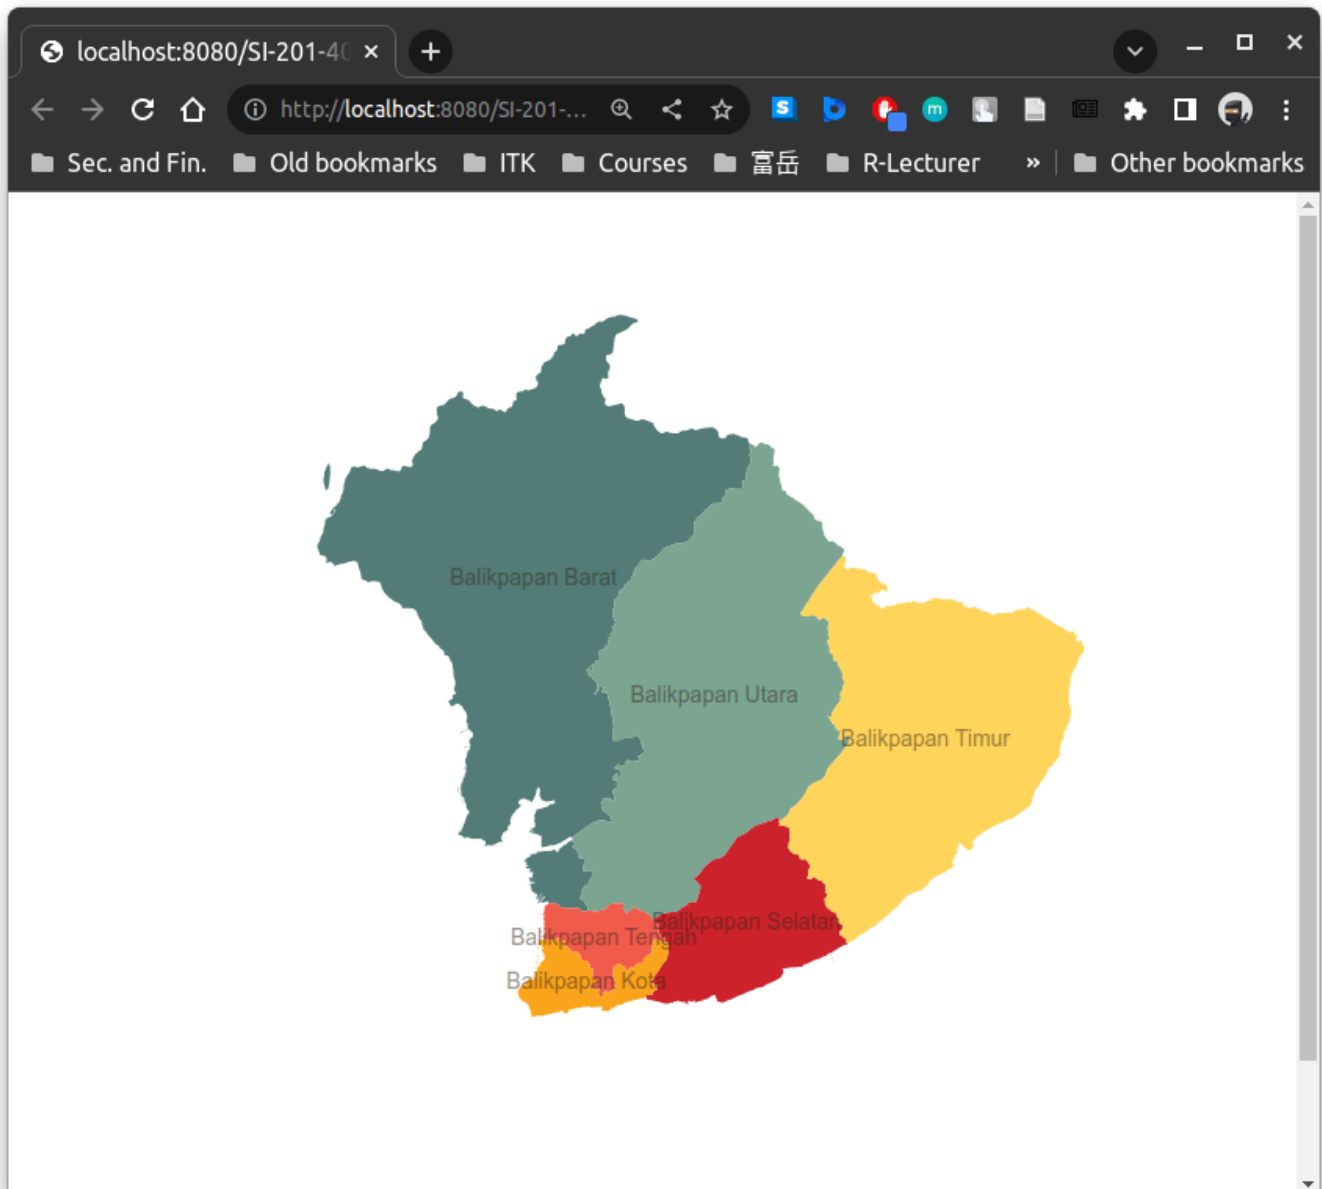 localhost:8080/SI-201-40
http://localhost:8080/SI-201-...
Sec. and Fin.
Old bookmarks
ITK
Courses
富岳
R-Lecturer
»
Other bookmarks
Balikpapan Barat
Balikpapan Utara
Balikpapan Timur
Balikpapan Selatan
Balikpapan Tengah
Balikpapan Kota